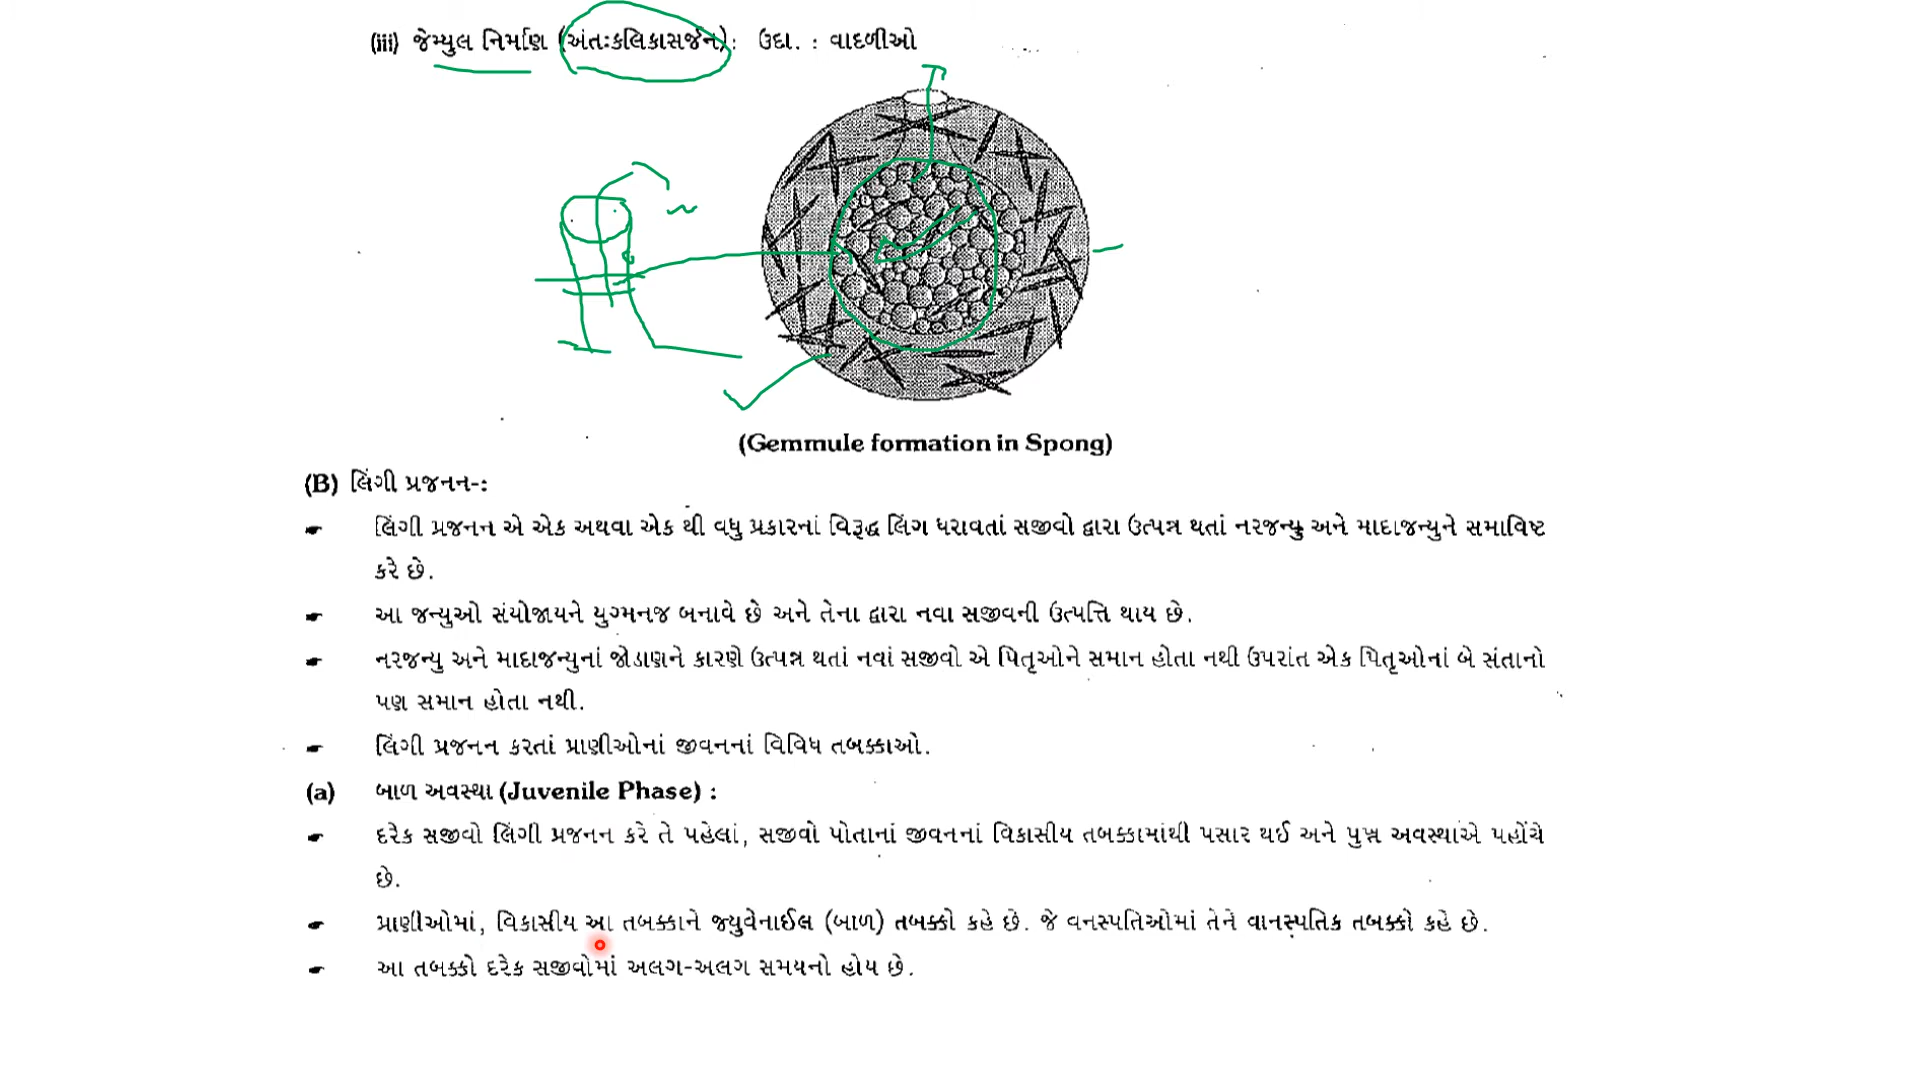 (iii) જેમ્યુલ નિર્માણ (અંતઃકલિકાસર્જન): ઉદા. : વાદળીઓ
(Gemmule formation in Spong)
(B) લિંગી પ્રજનન-:
☛ લિંગી પ્રજનન એ એક અથવા એક થી વધુ પ્રકારનાં વિરૂદ્ધ લિંગ ધરાવતાં સજીવો દ્વારા ઉત્પન્ન થતાં નરજન્યુ અને માદાજન્યુને સમાવિષ્ટ
કરે છે.
☛ આ જન્યુઓ સંયોજાયને યુગ્મનજ બનાવે છે અને તેના દ્વારા નવા સજીવની ઉત્પત્તિ થાય છે.
☛ નરજન્યુ અને માદાજન્યુનાં જોડાણને કારણે ઉત્પન્ન થતાં નવાં સજીવો એ પિતૃઓને સમાન હોતા નથી ઉપરાંત એક પિતૃઓનાં બે સંતાનો
પણ સમાન હોતા નથી.
☛ લિંગી પ્રજનન કરતાં પ્રાણીઓનાં જીવનનાં વિવિધ તબક્કાઓ.
(a) બાળ અવસ્થા (Juvenile Phase) :
☛ દરેક સજીવો લિંગી પ્રજનન કરે તે પહેલાં, સજીવો પોતાનાં જીવનનાં વિકાસીય તબક્કામાંથી પસાર થઈ અને પુખ્ત અવસ્થાએ પહોંચે
છે.
☛ પ્રાણીઓમાં, વિકાસીય આ તબક્કાને જ્યુવેનાઈલ (બાળ) તબક્કો કહે છે. જે વનસ્પતિઓમાં તેને વાનસ્પતિક તબક્કો કહે છે.
☛ આ તબક્કો દરેક સજીવોમાં અલગ-અલગ સમયનો હોય છે.